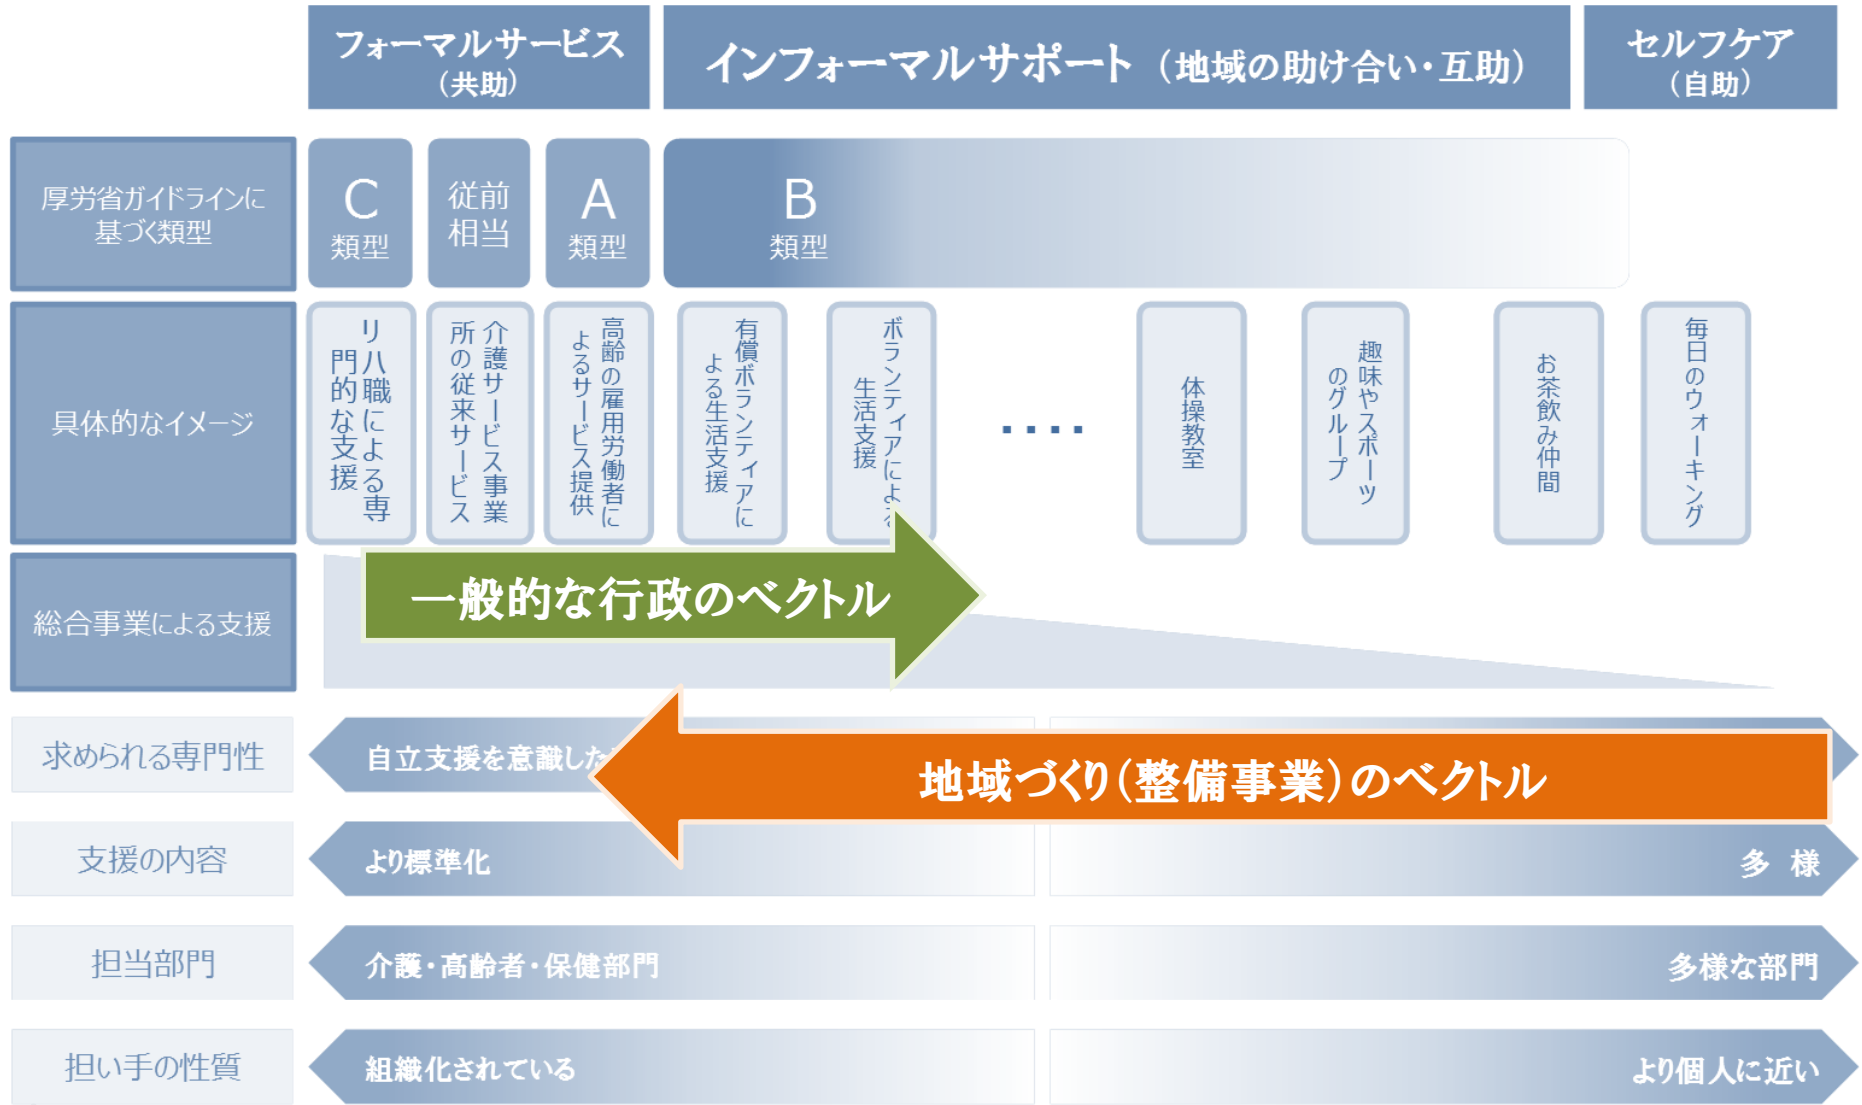 フォーマルサービス
（共助）
インフォーマルサポート（地域の助け合い・互助）
セルフケア
（自助）
厚労省ガイドラインに
基づく類型
C
類型
従前
相当
A
類型
B
類型
具体的なイメージ
リハ職による専
門的な支援
介護サービス事業
所の従来サービス
高齢の雇用労働者に
よるサービス提供
有償ボランティアに
よる生活支援
ボランティアによる
生活支援
・・・・
体操教室
趣味やスポーツ
のグループ
お茶飲み仲間
毎日のウォーキング
総合事業による支援
一般的な行政のベクトル
求められる専門性
自立支援を意識した
地域づくり（整備事業）のベクトル
支援の内容
より標準化
多 様
担当部門
介護・高齢者・保健部門
多様な部門
担い手の性質
組織化されている
より個人に近い